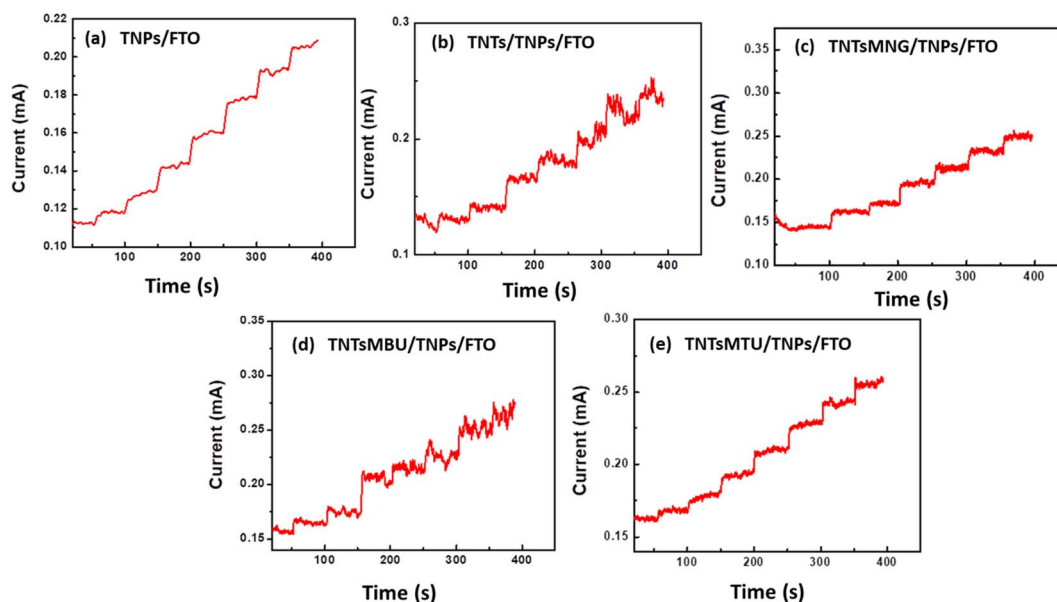 (a) TNPs/FTO
0.22
0.20
0.18
0.16
0.14
0.12
0.10
Current (mA)
100 200 300 400
Time (s)
(b) TNTs/TNPs/FTO
0.3
0.2
0.1
Current (mA)
100 200 300 400
Time (s)
(c) TNTsMNG/TNPs/FTO
0.35
0.30
0.25
0.20
0.15
0.10
Current (mA)
100 200 300 400
Time (s)
(d) TNTsMBU/TNPs/FTO
0.35
0.30
0.25
0.20
0.15
Current (mA)
100 200 300 400
Time (s)
(e) TNTsMTU/TNPs/FTO
0.30
0.25
0.20
0.15
Current (mA)
100 200 300 400
Time (s)